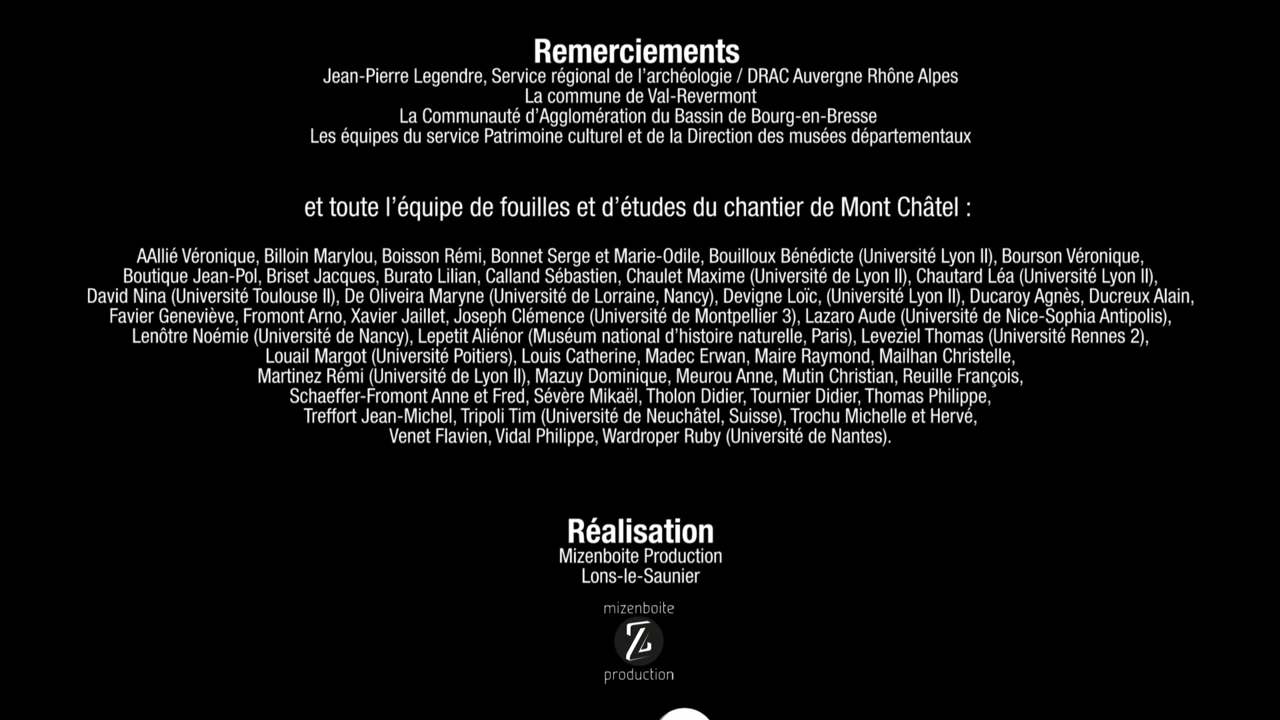 Remerciements
Jean-Pierre Legendre, Service régional de l'archéologie / DRAC Auvergne Rhône Alpes
La commune de Val-Revermont
La Communauté d'Agglomération du Bassin de Bourg-en-Bresse
Les équipes du service Patrimoine culturel et de la Direction des musées départementaux
et toute l'équipe de fouilles et d'études du chantier de Mont Châtel :
AAllié Véronique, Billoin Marylou, Boisson Rémi, Bonnet Serge et Marie-Odile, Bouilloux Bénédicte (Université Lyon II), Bourson Véronique,
Boutique Jean-Pol, Briset Jacques, Burato Lilian, Calland Sébastien, Chaulet Maxime (Université de Lyon II), Chautard Léa (Université Lyon II),
David Nina (Université Toulouse II), De Oliveira Maryne (Université de Lorraine, Nancy), Devigne Loïc, (Université Lyon II), Ducaroy Agnès, Ducreux Alain,
Favier Geneviève, Fromont Arno, Xavier Jaillet, Joseph Clémence (Université de Montpellier 3), Lazaro Aude (Université de Nice-Sophia Antipolis),
Lenôtre Noémie (Université de Nancy), Lepetit Aliénor (Muséum national d'histoire naturelle, Paris), Leveziel Thomas (Université Rennes 2),
Louail Margot (Université Poitiers), Louis Catherine, Madec Erwan, Maire Raymond, Mailhan Christelle,
Martinez Rémi (Université de Lyon II), Mazuy Dominique, Meurou Anne, Mutin Christian, Reuille François,
Schaeffer-Fromont Anne et Fred, Sévère Mikaël, Tholon Didier, Tournier Didier, Thomas Philippe,
Treffort Jean-Michel, Tripoli Tim (Université de Neuchâtel, Suisse), Trochu Michelle et Hervé,
Venet Flavien, Vidal Philippe, Wardroper Ruby (Université de Nantes).
Réalisation
Mizenboite Production
Lons-le-Saunier
mizenboite
production